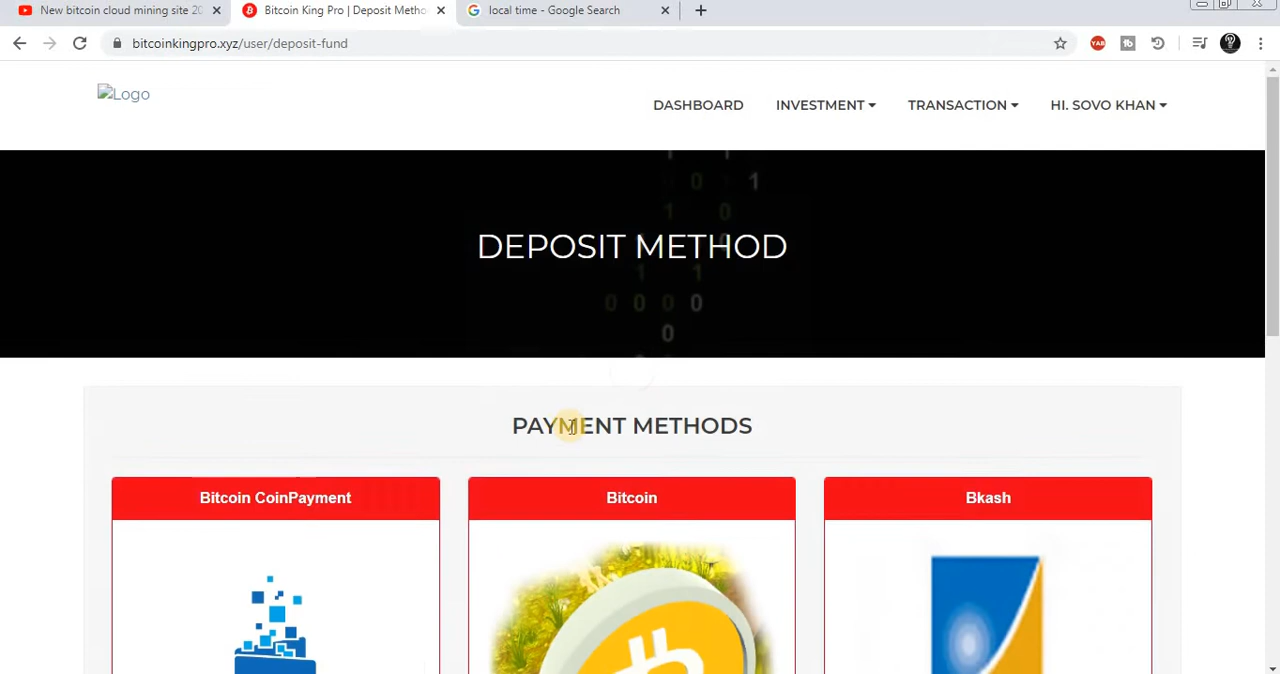 New bitcoin cloud mining site 20
Bitcoin King Pro | Deposit Metho
local time - Google Search
bitcoinkingpro.xyz/user/deposit-fund
YAB
Logo
DASHBOARD
INVESTMENT
TRANSACTION
HI. SOVO KHAN
DEPOSIT METHOD
PAYMENT METHODS
Bitcoin CoinPayment
Bitcoin
Bkash